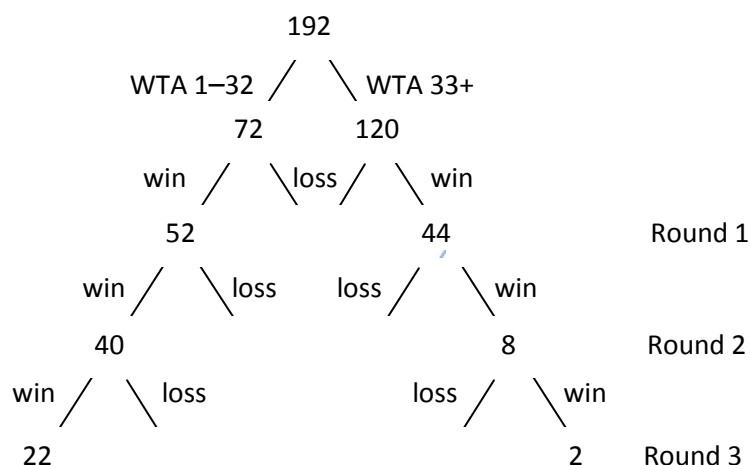 192
WTA 1–32 WTA 33+
72 120
win loss win
52 44 Round 1
win loss loss win
40 8 Round 2
win loss loss win
22 2 Round 3